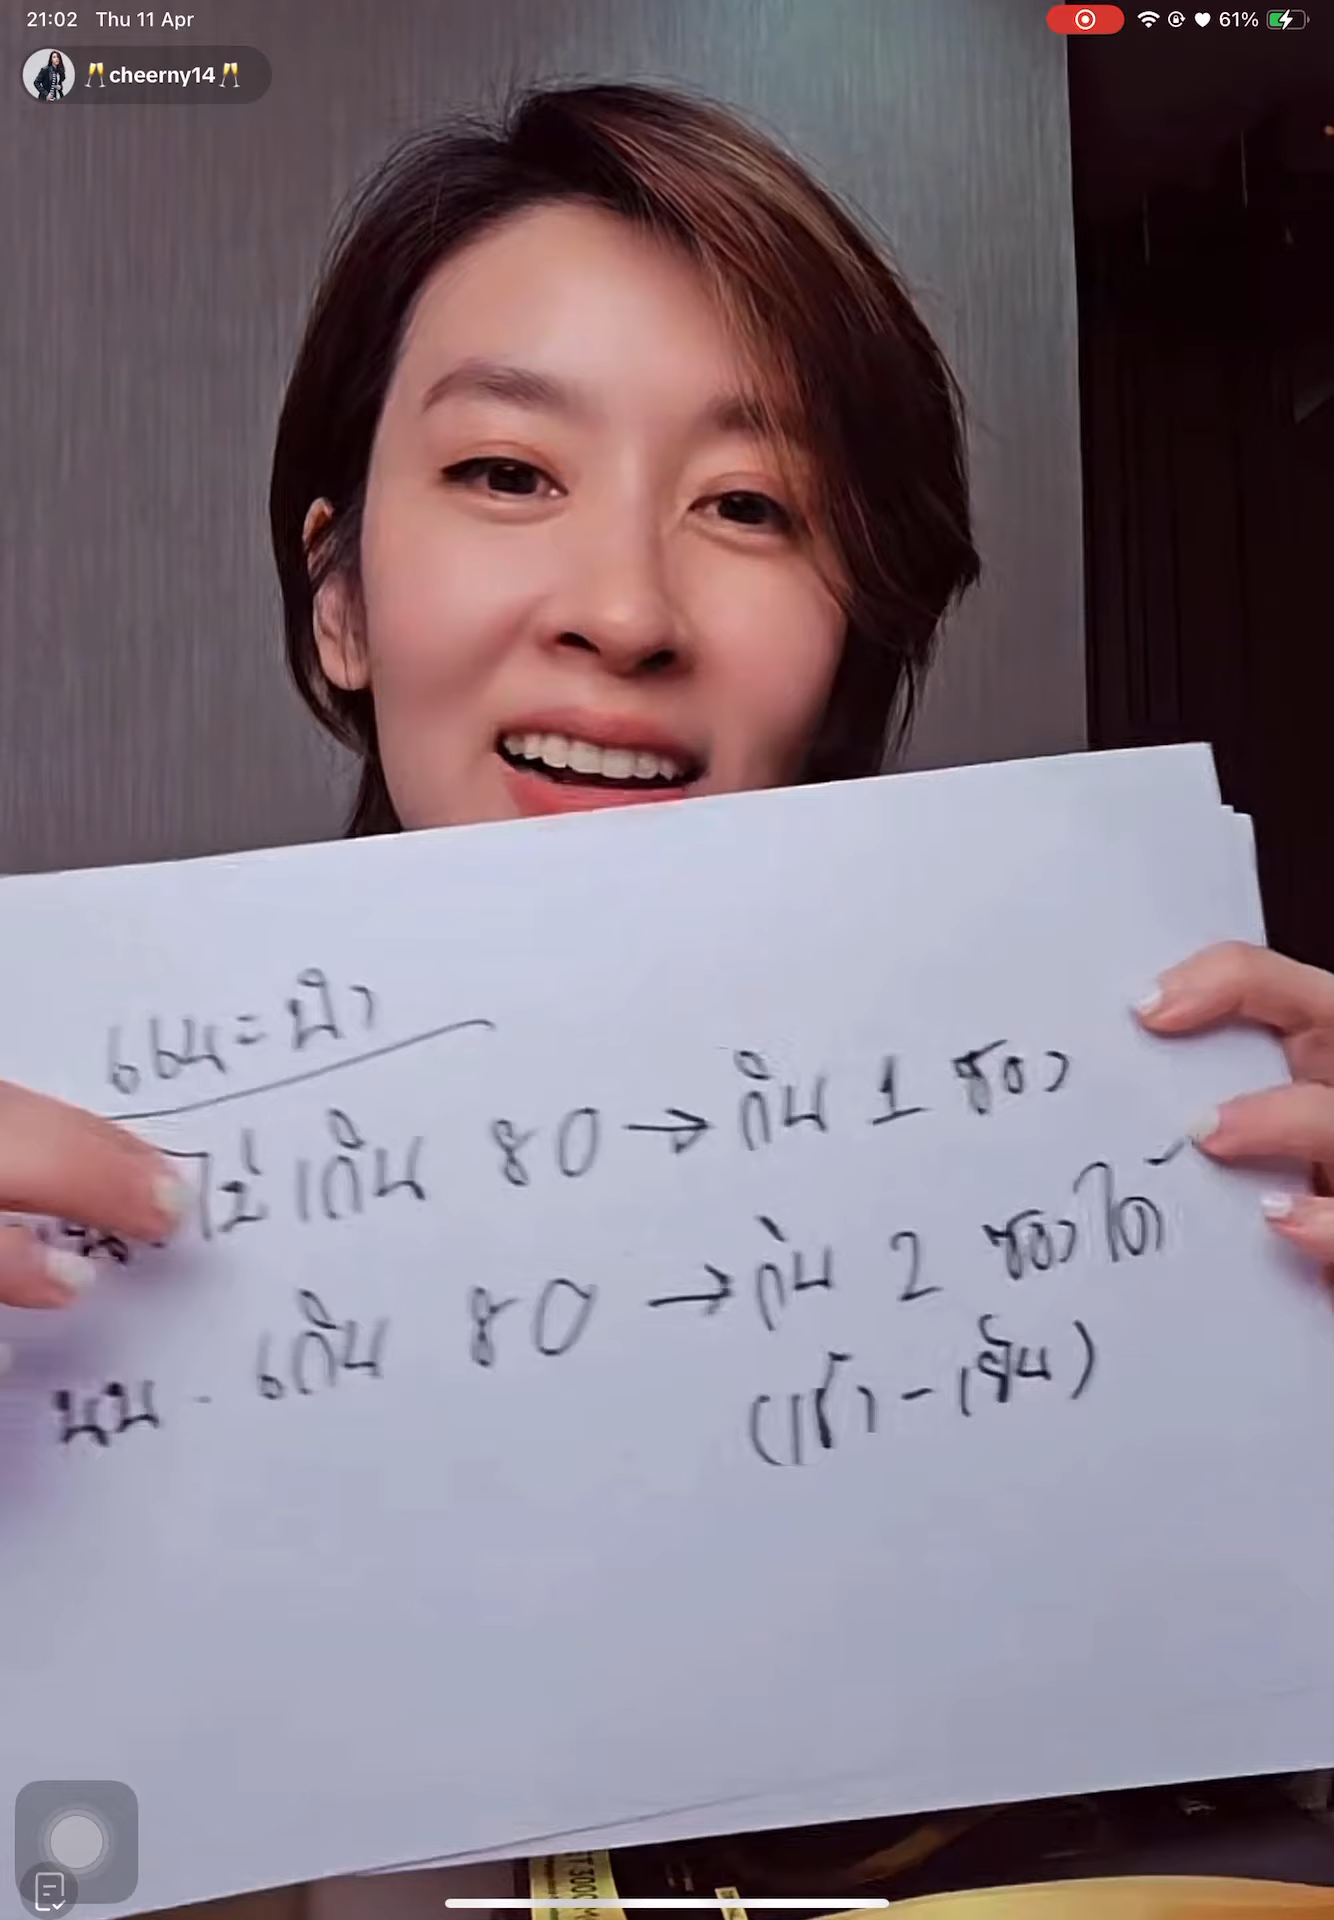 21:02 Thu 11 Apr 61%
🥂cheerny14🥂
แนะนำ
ไม่เกิน 80 → กิน 1 ซอง
นน. เกิน 80 → กิน 2 ซองได้
(เช้า-เย็น)